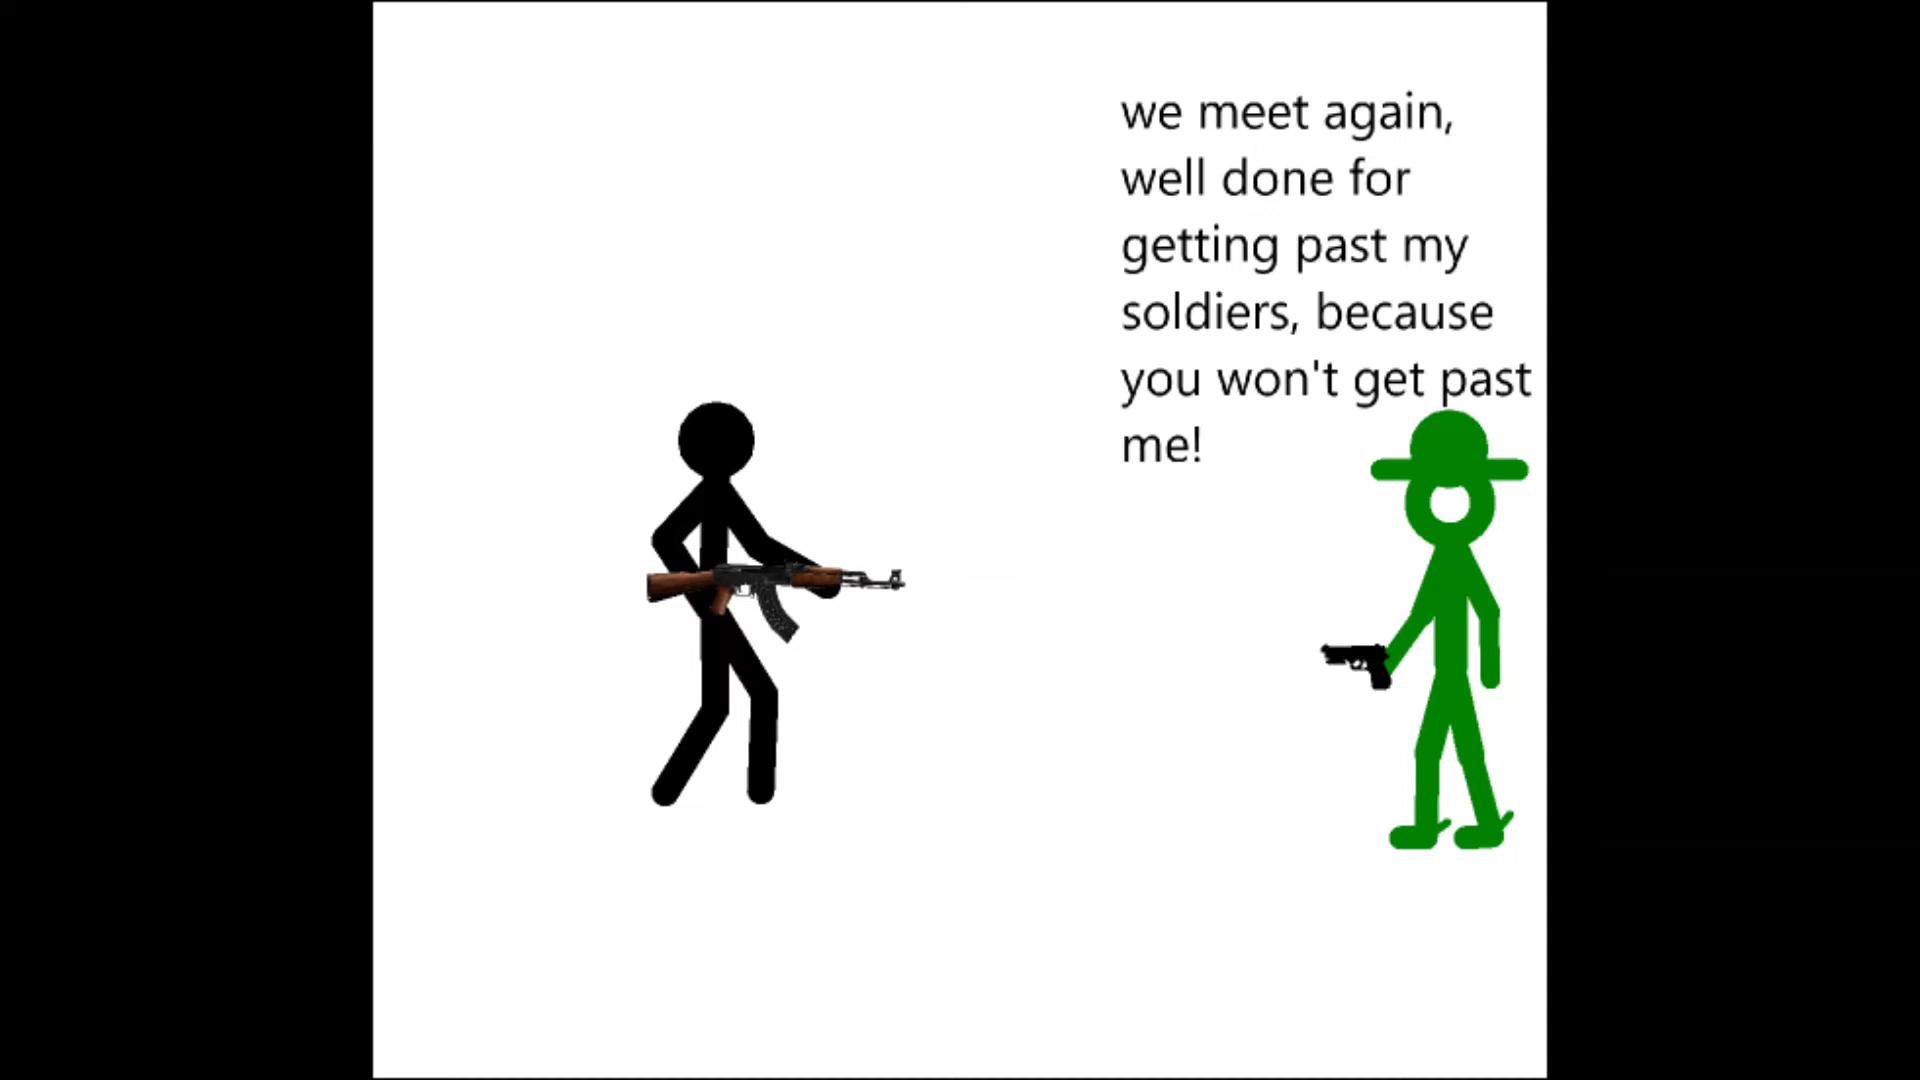 we meet again,
well done for
getting past my
soldiers, because
you won't get past
me!